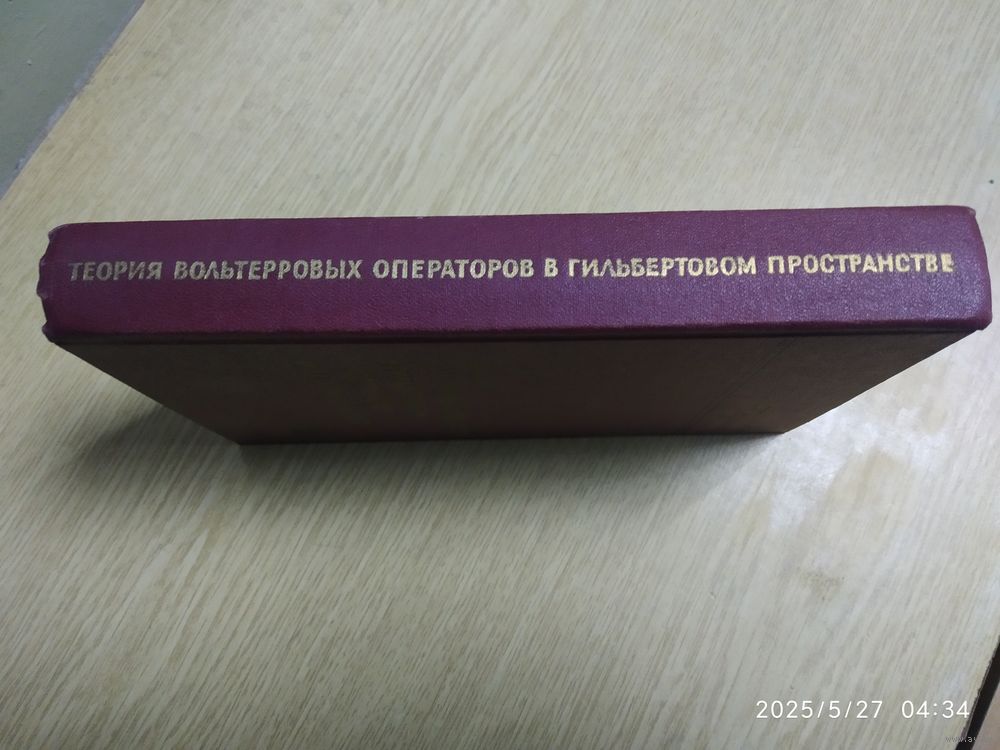 ТЕОРИЯ ВОЛЬТЕРРОВЫХ ОПЕРАТОРОВ В ГИЛЬБЕРТОВОМ ПРОСТРАНСТВЕ
2025/5/27 04:34